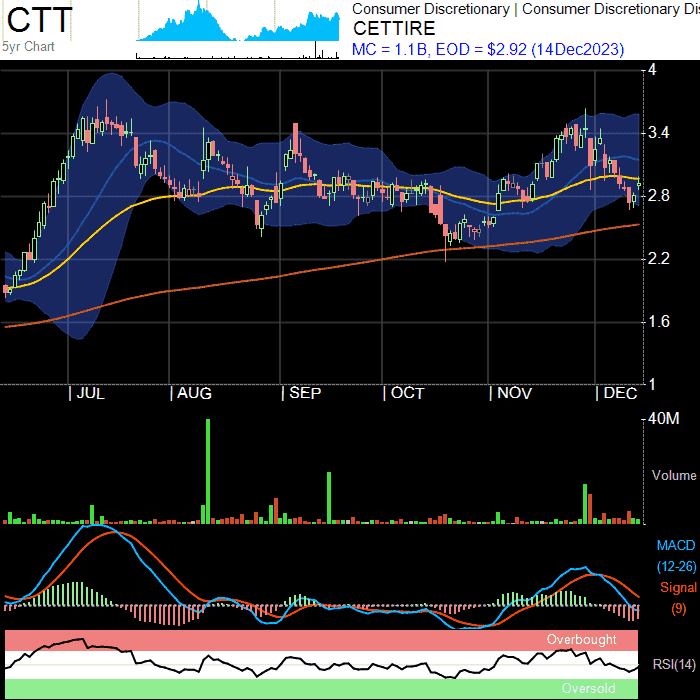 CTT
5yr Chart
Consumer Discretionary | Consumer Discretionary Dis
CETTIRE
MC = 1.1B, EOD = $2.92 (14Dec2023)
4
3.4
2.8
2.2
1.6
1
| JUL | AUG | SEP | OCT | NOV | DEC
40M
Volume
MACD
(12-26)
Signal
(9)
Overbought
RSI(14)
Oversold